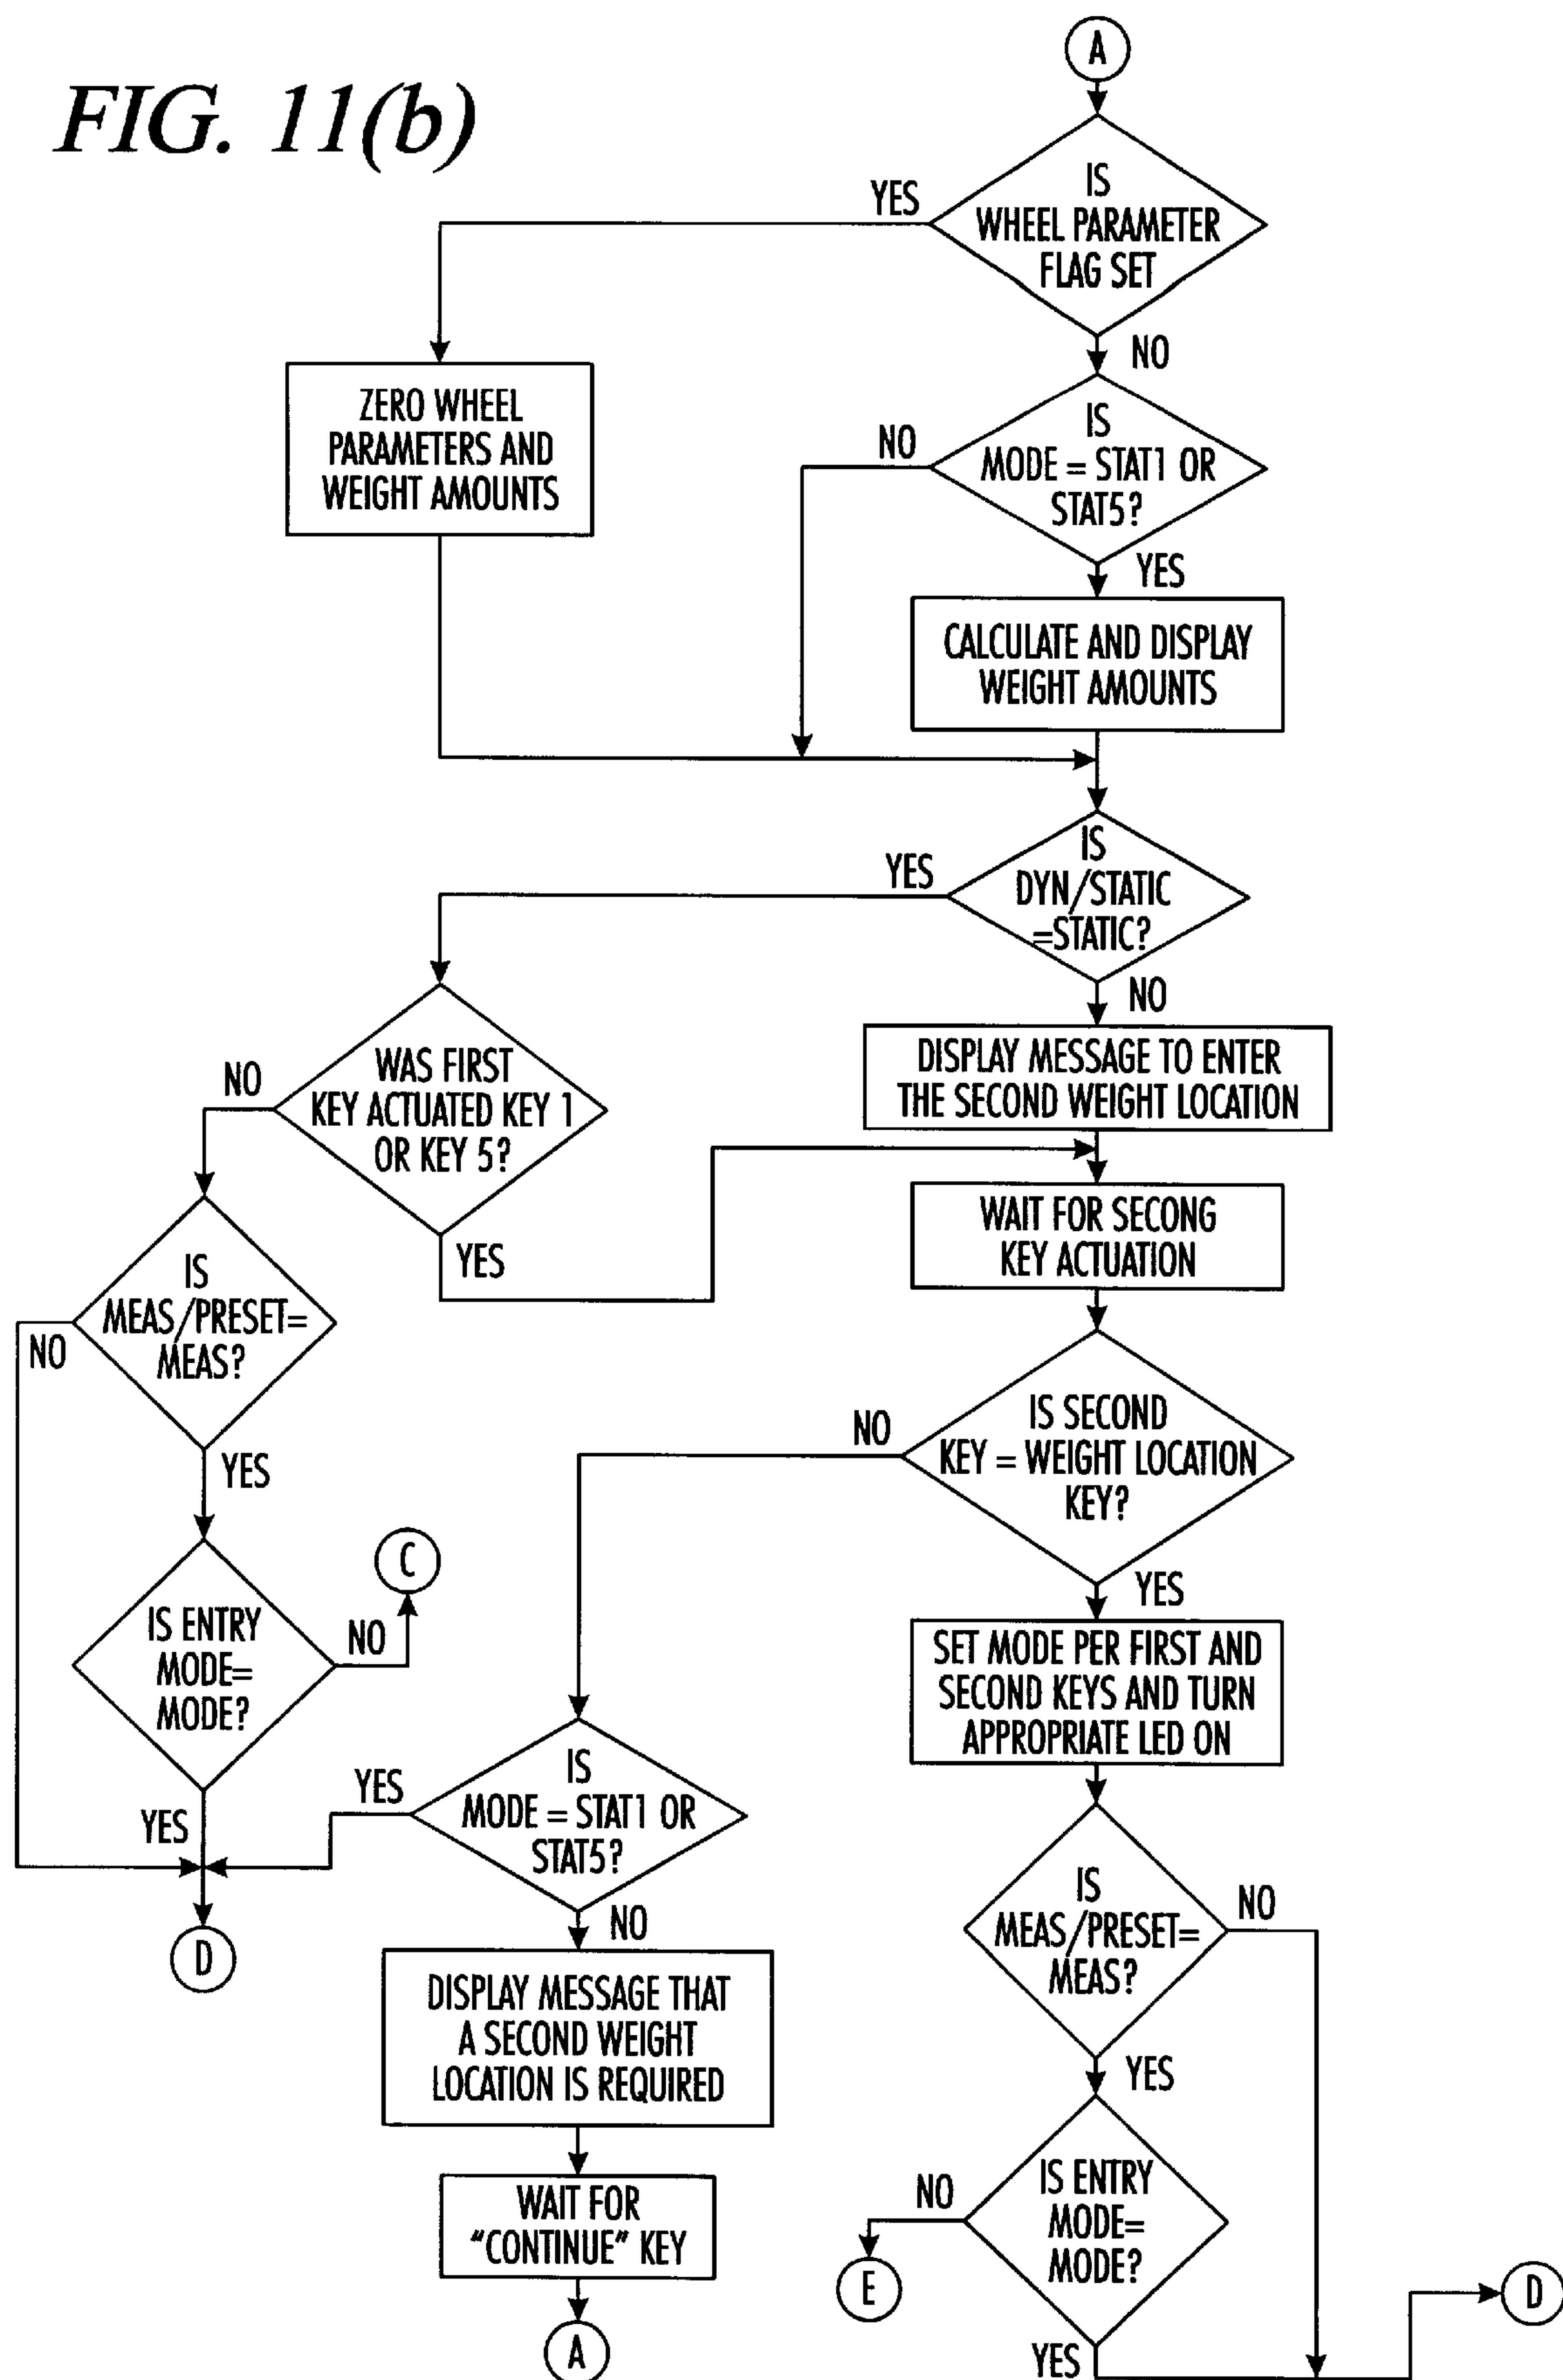 FIG. 11(b)
A
IS
WHEEL PARAMETER
FLAG SET
YES
NO
ZERO WHEEL
PARAMETERS AND
WEIGHT AMOUNTS
IS
MODE = STAT1 OR
STAT5?
NO
YES
CALCULATE AND DISPLAY
WEIGHT AMOUNTS
IS
DYN/STATIC
=STATIC?
YES
NO
WAS FIRST
KEY ACTUATED KEY 1
OR KEY 5?
NO
YES
DISPLAY MESSAGE TO ENTER
THE SECOND WEIGHT LOCATION
WAIT FOR SECONG
KEY ACTUATION
IS
MEAS/PRESET=
MEAS?
NO
YES
IS SECOND
KEY = WEIGHT LOCATION
KEY?
NO
YES
IS ENTRY
MODE=
MODE?
NO
C
YES
D
SET MODE PER FIRST AND
SECOND KEYS AND TURN
APPROPRIATE LED ON
IS
MODE = STAT1 OR
STAT5?
YES
NO
DISPLAY MESSAGE THAT
A SECOND WEIGHT
LOCATION IS REQUIRED
WAIT FOR
"CONTINUE" KEY
A
IS
MEAS/PRESET=
MEAS?
NO
YES
IS ENTRY
MODE=
MODE?
NO
E
YES
D